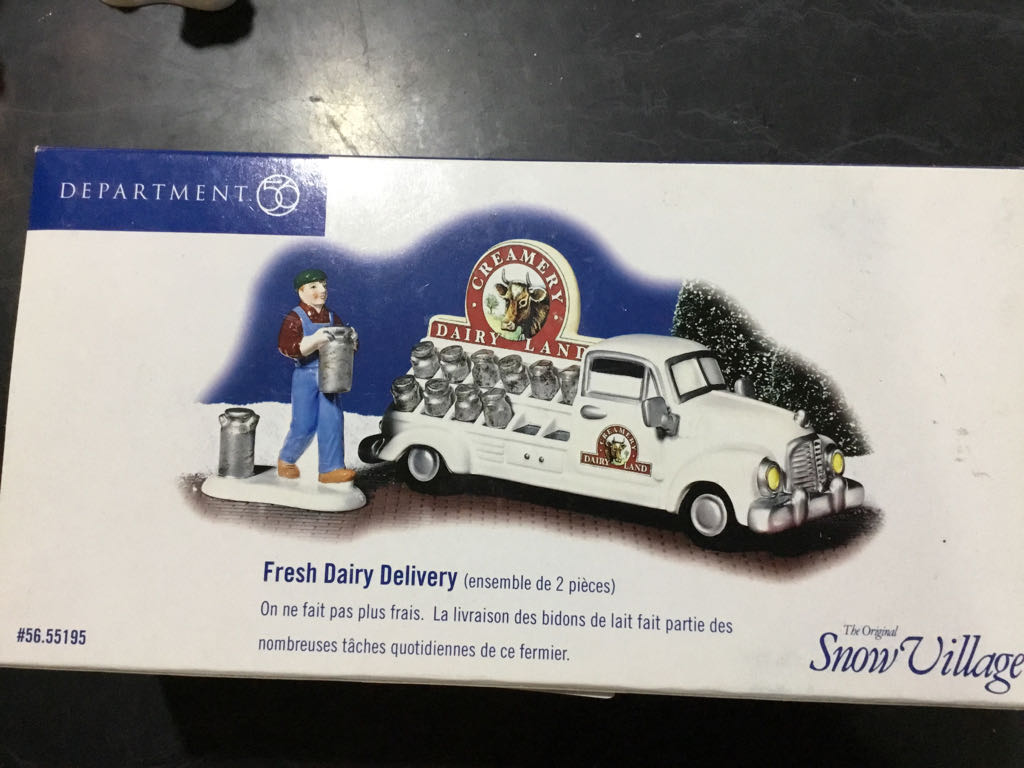 DEPARTMENT 56
CREAMERY
DAIRY LAND
CREAMERY
DAIRY LAND
Fresh Dairy Delivery (ensemble de 2 pièces)
On ne fait pas plus frais. La livraison des bidons de lait fait partie des
nombreuses tâches quotidiennes de ce fermier.
#56.55195
The Original
Snow Village